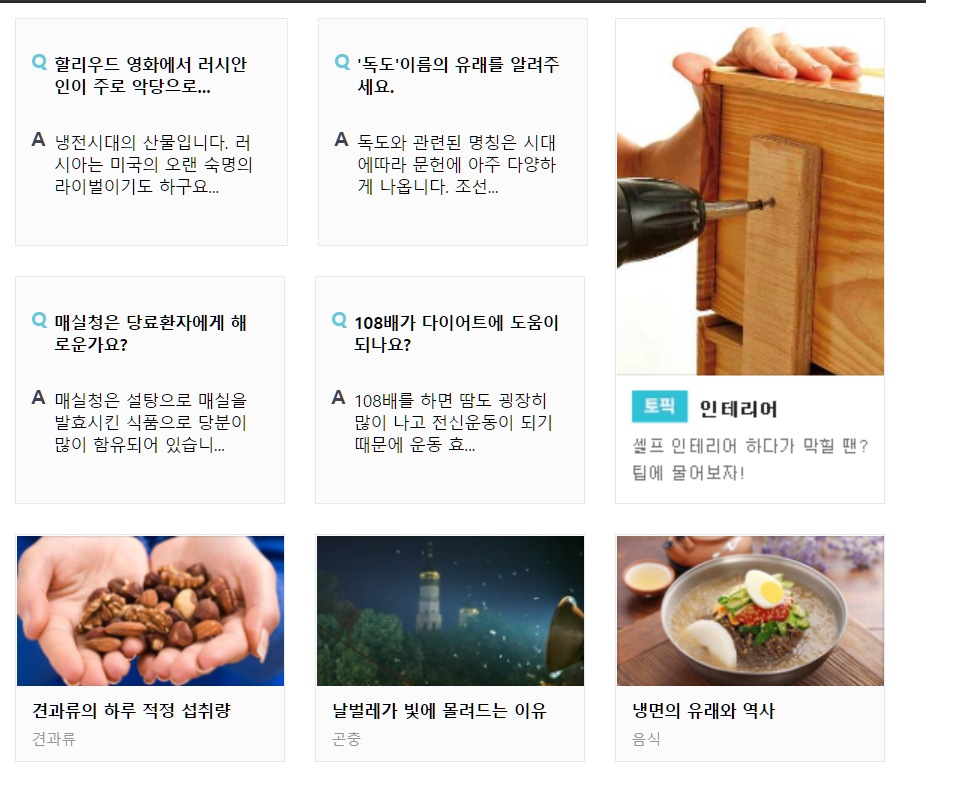 Q 할리우드 영화에서 러시안
인이 주로 악당으로...
A 냉전시대의 산물입니다. 러
시아는 미국의 오랜 숙명의
라이벌이기도 하구요...
Q '독도'이름의 유래를 알려주
세요.
A 독도와 관련된 명칭은 시대
에따라 문헌에 아주 다양하
게 나옵니다. 조선...
Q 매실청은 당료환자에게 해
로운가요?
A 매실청은 설탕으로 매실을
발효시킨 식품으로 당분이
많이 함유되어 있습니...
Q 108배가 다이어트에 도움이
되나요?
A 108배를 하면 땀도 굉장히
많이 나고 전신운동이 되기
때문에 운동 효...
토픽 인테리어
셀프 인테리어 하다가 막힐 땐?
팁에 물어보자!
견과류의 하루 적정 섭취량
견과류
날벌레가 빛에 몰려드는 이유
곤충
냉면의 유래와 역사
음식